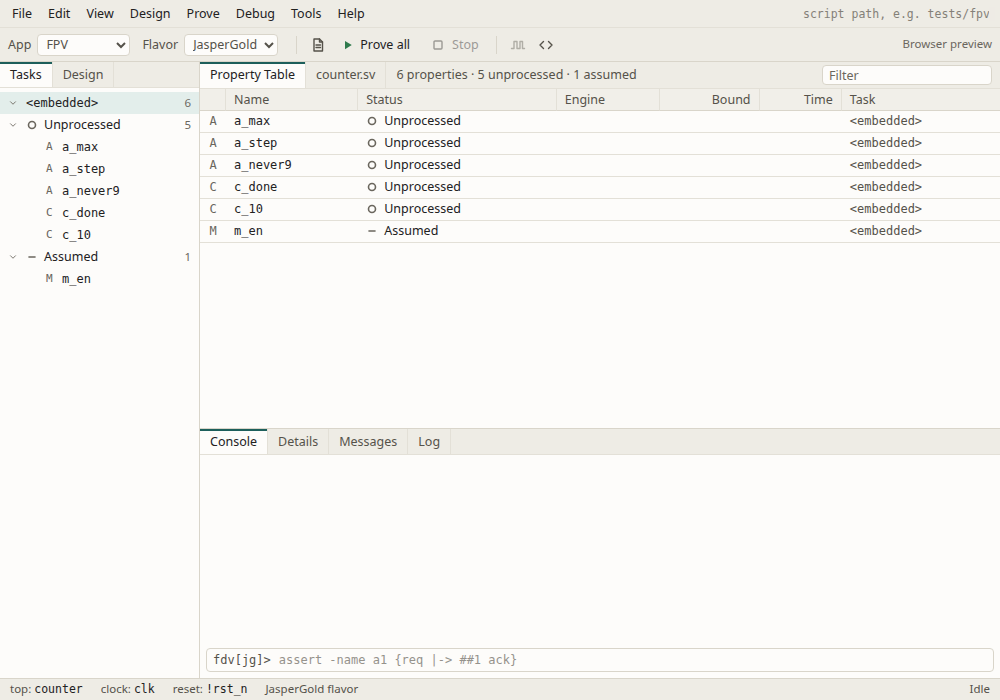 File Edit View Design Prove Debug Tools Help script path, e.g. tests/fpv
App FPV Flavor JasperGold Prove all Stop Browser preview
Tasks Design Property Table counter.sv 6 properties · 5 unprocessed · 1 assumed Filter
Name Status Engine Bound Time Task
<embedded> 6
Unprocessed 5
A a_max
A a_step
A a_never9
C c_done
C c_10
Assumed 1
M m_en
A a_max Unprocessed <embedded>
A a_step Unprocessed <embedded>
A a_never9 Unprocessed <embedded>
C c_done Unprocessed <embedded>
C c_10 Unprocessed <embedded>
M m_en Assumed <embedded>
Console Details Messages Log
fdv[jg]> assert -name a1 {req |-> ##1 ack}
top: counter clock: clk reset: !rst_n JasperGold flavor Idle